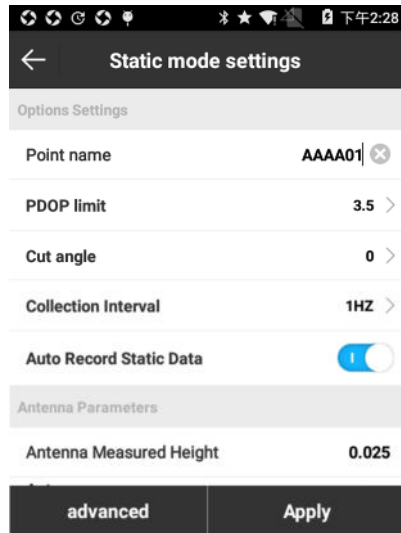 下午2:28
Static mode settings
Options Settings
Point name AAAA01
PDOP limit 3.5
Cut angle 0
Collection Interval 1HZ
Auto Record Static Data
Antenna Parameters
Antenna Measured Height 0.025
advanced Apply